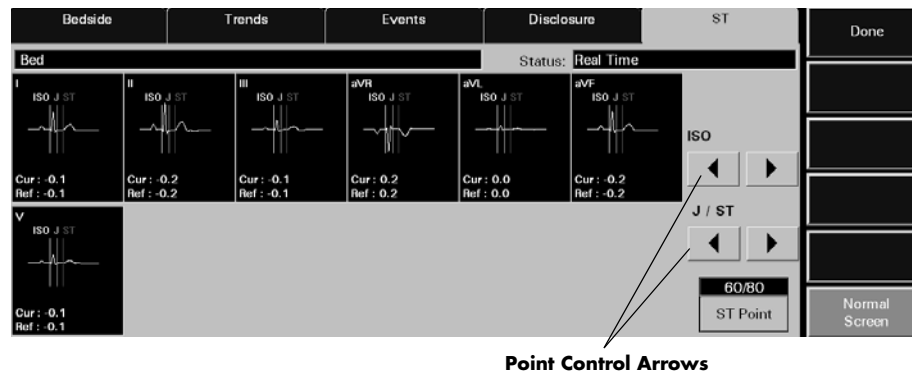 Bedside Trends Events Disclosure ST Done
Bed Status: Real Time
I II III aVR aVL aVF
ISO J ST ISO J ST ISO J ST ISO J ST ISO J ST ISO J ST
ISO
Cur : -0.1 Cur : -0.2 Cur : -0.1 Cur : 0.2 Cur : 0.0 Cur : -0.2
Ref : -0.1 Ref : -0.2 Ref : -0.1 Ref : 0.2 Ref : 0.0 Ref : -0.2
J / ST
V
ISO J ST
60/80
ST Point
Cur : -0.1
Ref : -0.1
Normal
Screen
Point Control Arrows